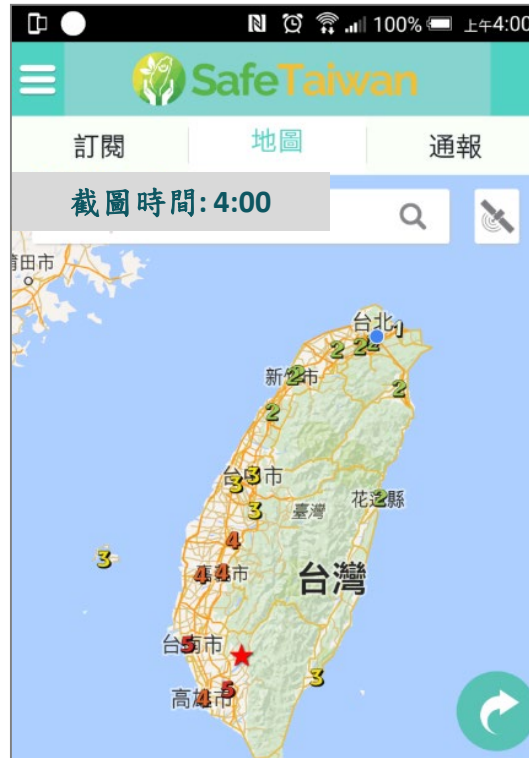 100% 上午4:00
SafeTaiwan
訂閱 地圖 通報
截圖時間: 4:00
莆田市
台北 1
2 2 2
新竹市 2
2
2
台中市 3
3
3
花蓮縣 2
臺灣
4
3
嘉義市 4 4
台灣
台南市 5
3
高雄市 4 5